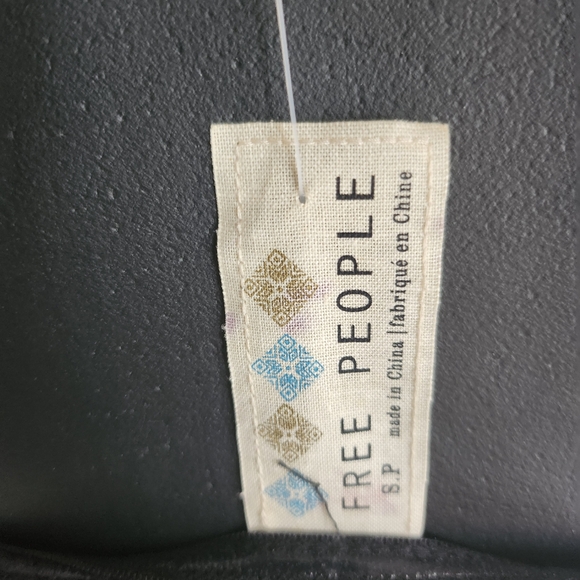 FREE PEOPLE
S.P made in China | fabriqué en Chine